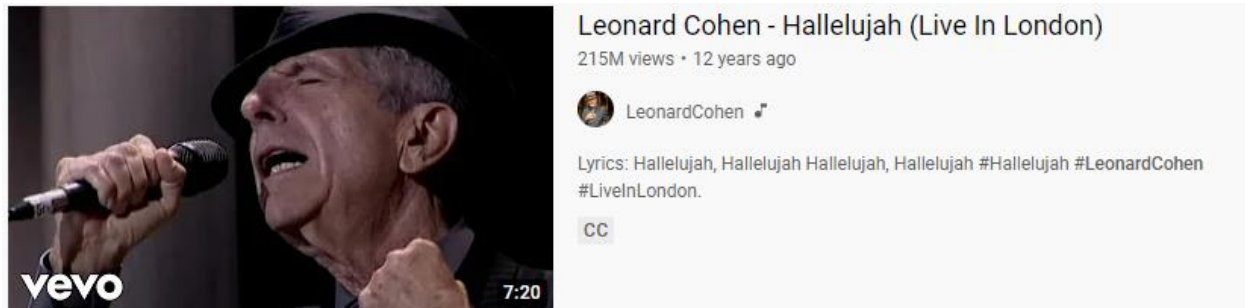 Leonard Cohen - Hallelujah (Live In London)
215M views • 12 years ago
LeonardCohen
Lyrics: Hallelujah, Hallelujah Hallelujah, Hallelujah #Hallelujah #LeonardCohen
#LiveInLondon.
CC
vevo
7:20